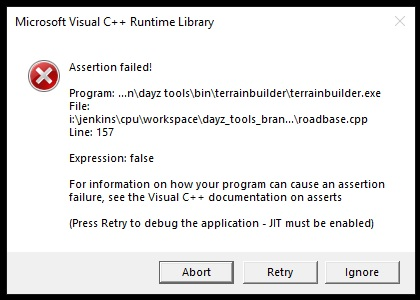 Microsoft Visual C++ Runtime Library
Assertion failed!
Program: ...n\dayz tools\bin\terrainbuilder\terrainbuilder.exe
File:
i:\jenkins\cpu\workspace\dayz_tools_bran...\roadbase.cpp
Line: 157
Expression: false
For information on how your program can cause an assertion
failure, see the Visual C++ documentation on asserts
(Press Retry to debug the application - JIT must be enabled)
Abort
Retry
Ignore